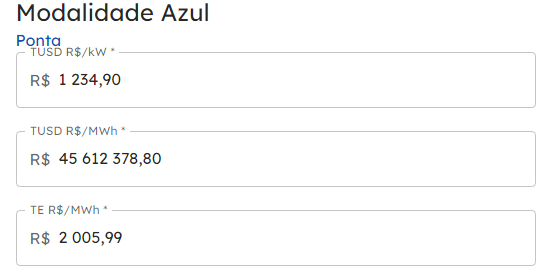 Modalidade Azul
Ponta
TUSD R$/kW *
R$ 1 234,90
TUSD R$/MWh *
R$ 45 612 378,80
TE R$/MWh *
R$ 2 005,99